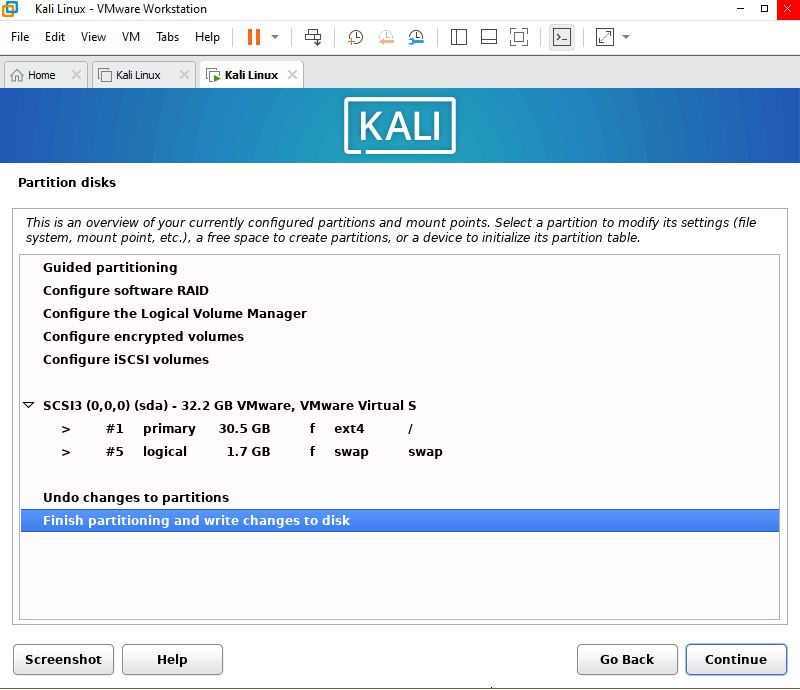 Kali Linux - VMware Workstation
File Edit View VM Tabs Help
Home Kali Linux Kali Linux
KALI
Partition disks
This is an overview of your currently configured partitions and mount points. Select a partition to modify its settings (file
system, mount point, etc.), a free space to create partitions, or a device to initialize its partition table.
Guided partitioning
Configure software RAID
Configure the Logical Volume Manager
Configure encrypted volumes
Configure iSCSI volumes
SCSI3 (0,0,0) (sda) - 32.2 GB VMware, VMware Virtual S
> #1 primary 30.5 GB f ext4 /
> #5 logical 1.7 GB f swap swap
Undo changes to partitions
Finish partitioning and write changes to disk
Screenshot Help Go Back Continue